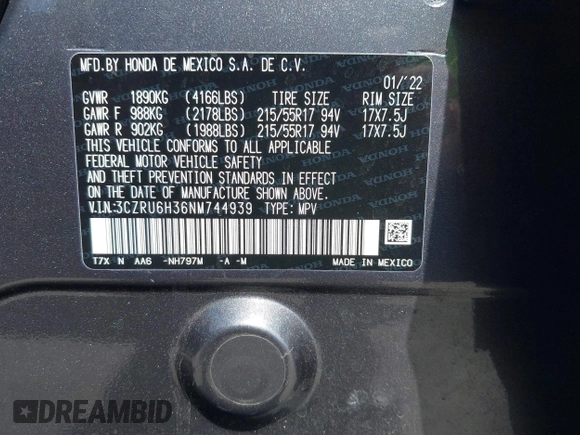 MFD.BY HONDA DE MEXICO S.A. DE C.V.
01/'22
GVWR 1890KG (4166LBS) TIRE SIZE RIM SIZE
GAWR F 988KG (2178LBS) 215/55R17 94V 17X7.5J
GAWR R 902KG (1988LBS) 215/55R17 94V 17X7.5J
THIS VEHICLE CONFORMS TO ALL APPLICABLE
FEDERAL MOTOR VEHICLE SAFETY
AND THEFT PREVENTION STANDARDS IN EFFECT
ON THE DATE OF MANUFACTURE SHOWN ABOVE.
V.I.N:3CZRU6H36NM744939 TYPE: MPV
T7X N AA6 -NH797M -A -M MADE IN MEXICO
DREAMBID